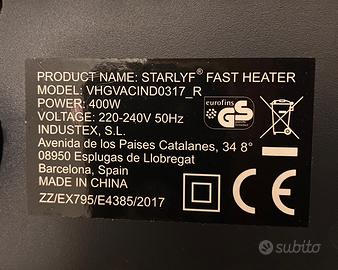 PRODUCT NAME: STARLYF® FAST HEATER
MODEL: VHGVACIND0317_R
POWER: 400W
VOLTAGE: 220-240V 50Hz
INDUSTEX, S.L.
Avenida de los Paises Catalanes, 34 8°
08950 Esplugas de Llobregat
Barcelona, Spain
MADE IN CHINA
ZZ/EX795/E4385/2017
eurofins
GS
CE
subito